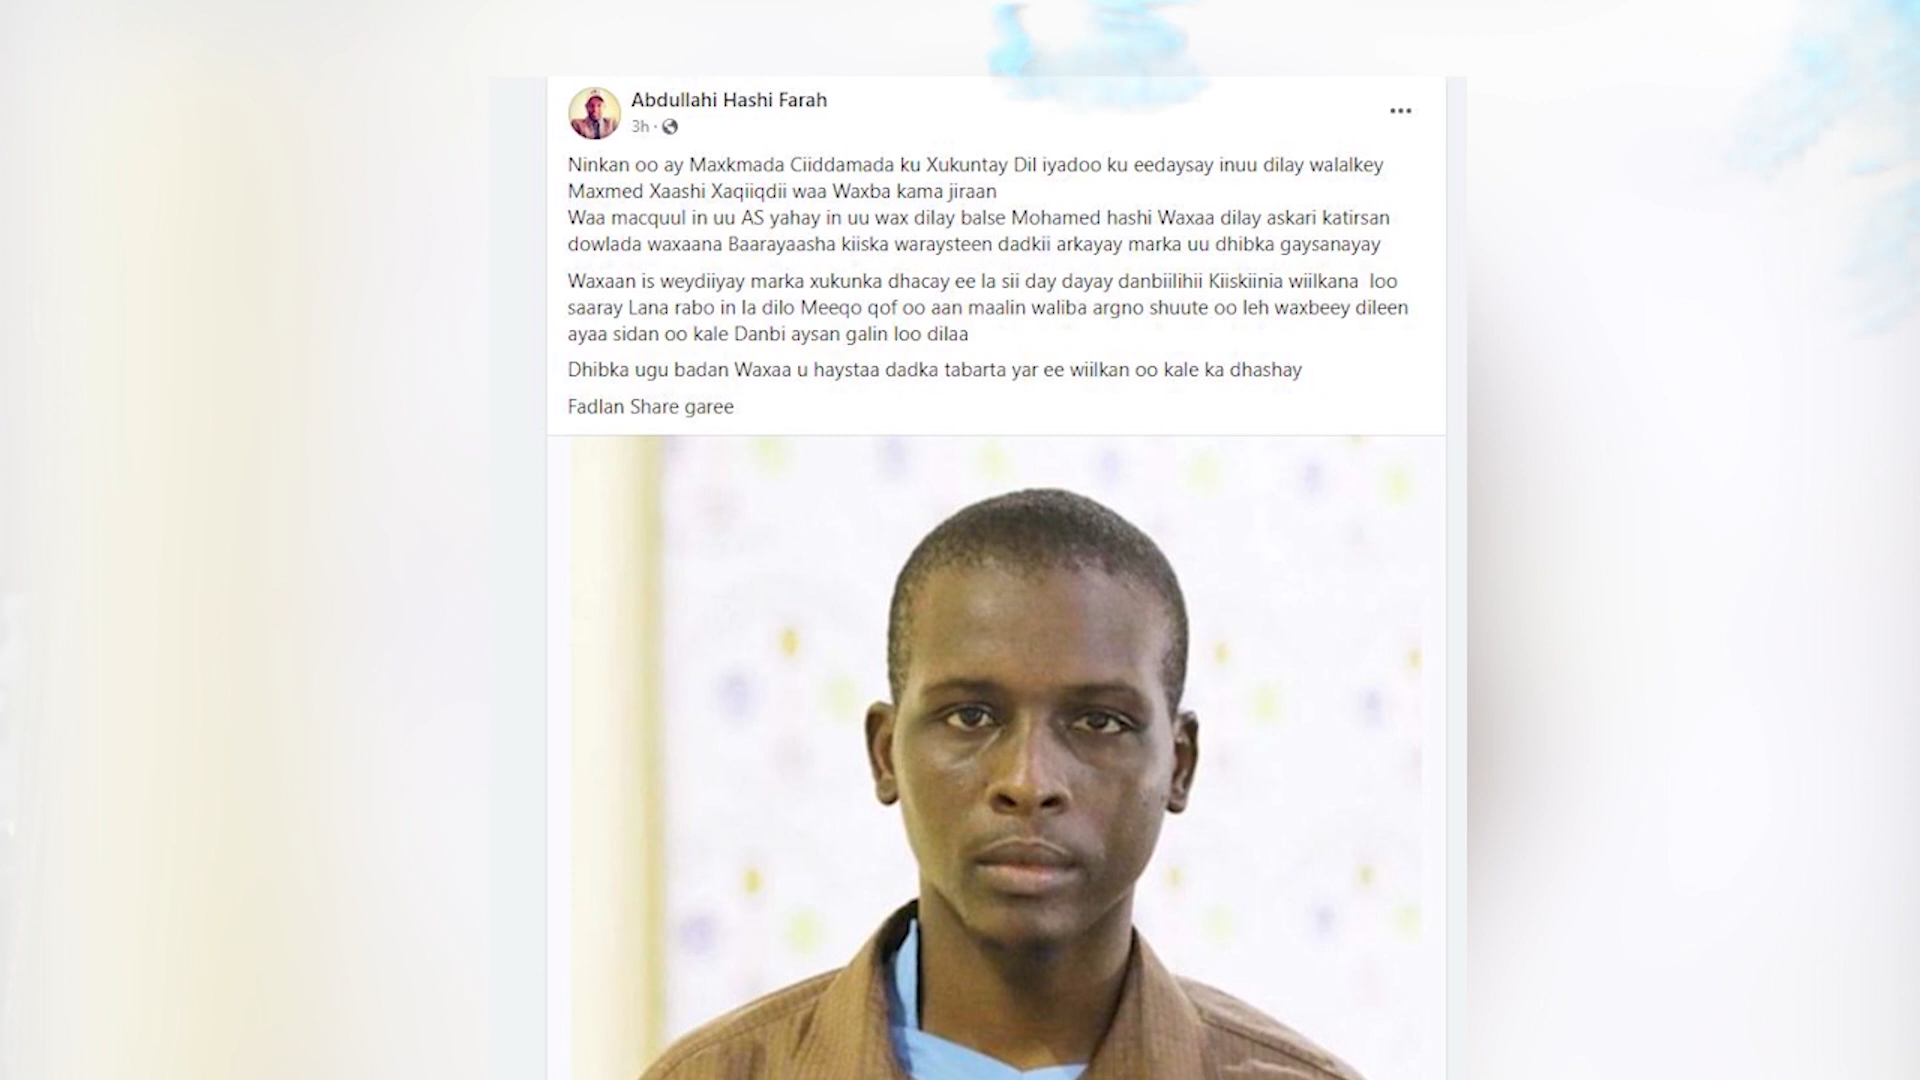 Abdullahi Hashi Farah
3h ·
Ninkan oo ay Maxkmada Ciiddamada ku Xukuntay Dil iyadoo ku eedaysay inuu dilay walalkey
Maxmed Xaashi Xaqiiqdii waa Waxba kama jiraan
Waa macquul in uu AS yahay in uu wax dilay balse Mohamed hashi Waxaa dilay askari katirsan
dowlada waxaana Baarayaasha kiiska waraysteen dadkii arkayay marka uu dhibka gaysanayay
Waxaan is weydiiyay marka xukunka dhacay ee la sii day dayay danbiilihii Kiiskiinia wiilkana loo
saaray Lana rabo in la dilo Meeqo qof oo aan maalin waliba argno shuute oo leh waxbeey dileen
ayaa sidan oo kale Danbi aysan galin loo dilaa
Dhibka ugu badan Waxaa u haystaa dadka tabarta yar ee wiilkan oo kale ka dhashay
Fadlan Share garee